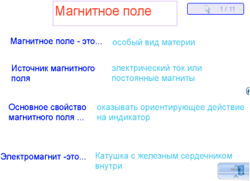 Магнитное поле
1 / 11
Магнитное поле - это... особый вид материи
Источник магнитного электрический ток или
поля постоянные магниты
Основное свойство оказывать ориентирующее действие
магнитного поля ... на индикатор
Электромагнит -это... Катушка с железным сердечником
внутри